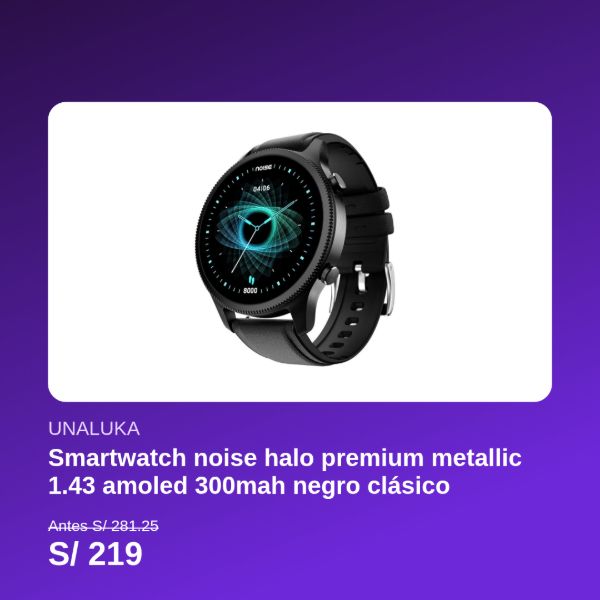 noise
04:06
8000
UNALUKA
Smartwatch noise halo premium metallic
1.43 amoled 300mah negro clásico
Antes S/ 281.25
S/ 219